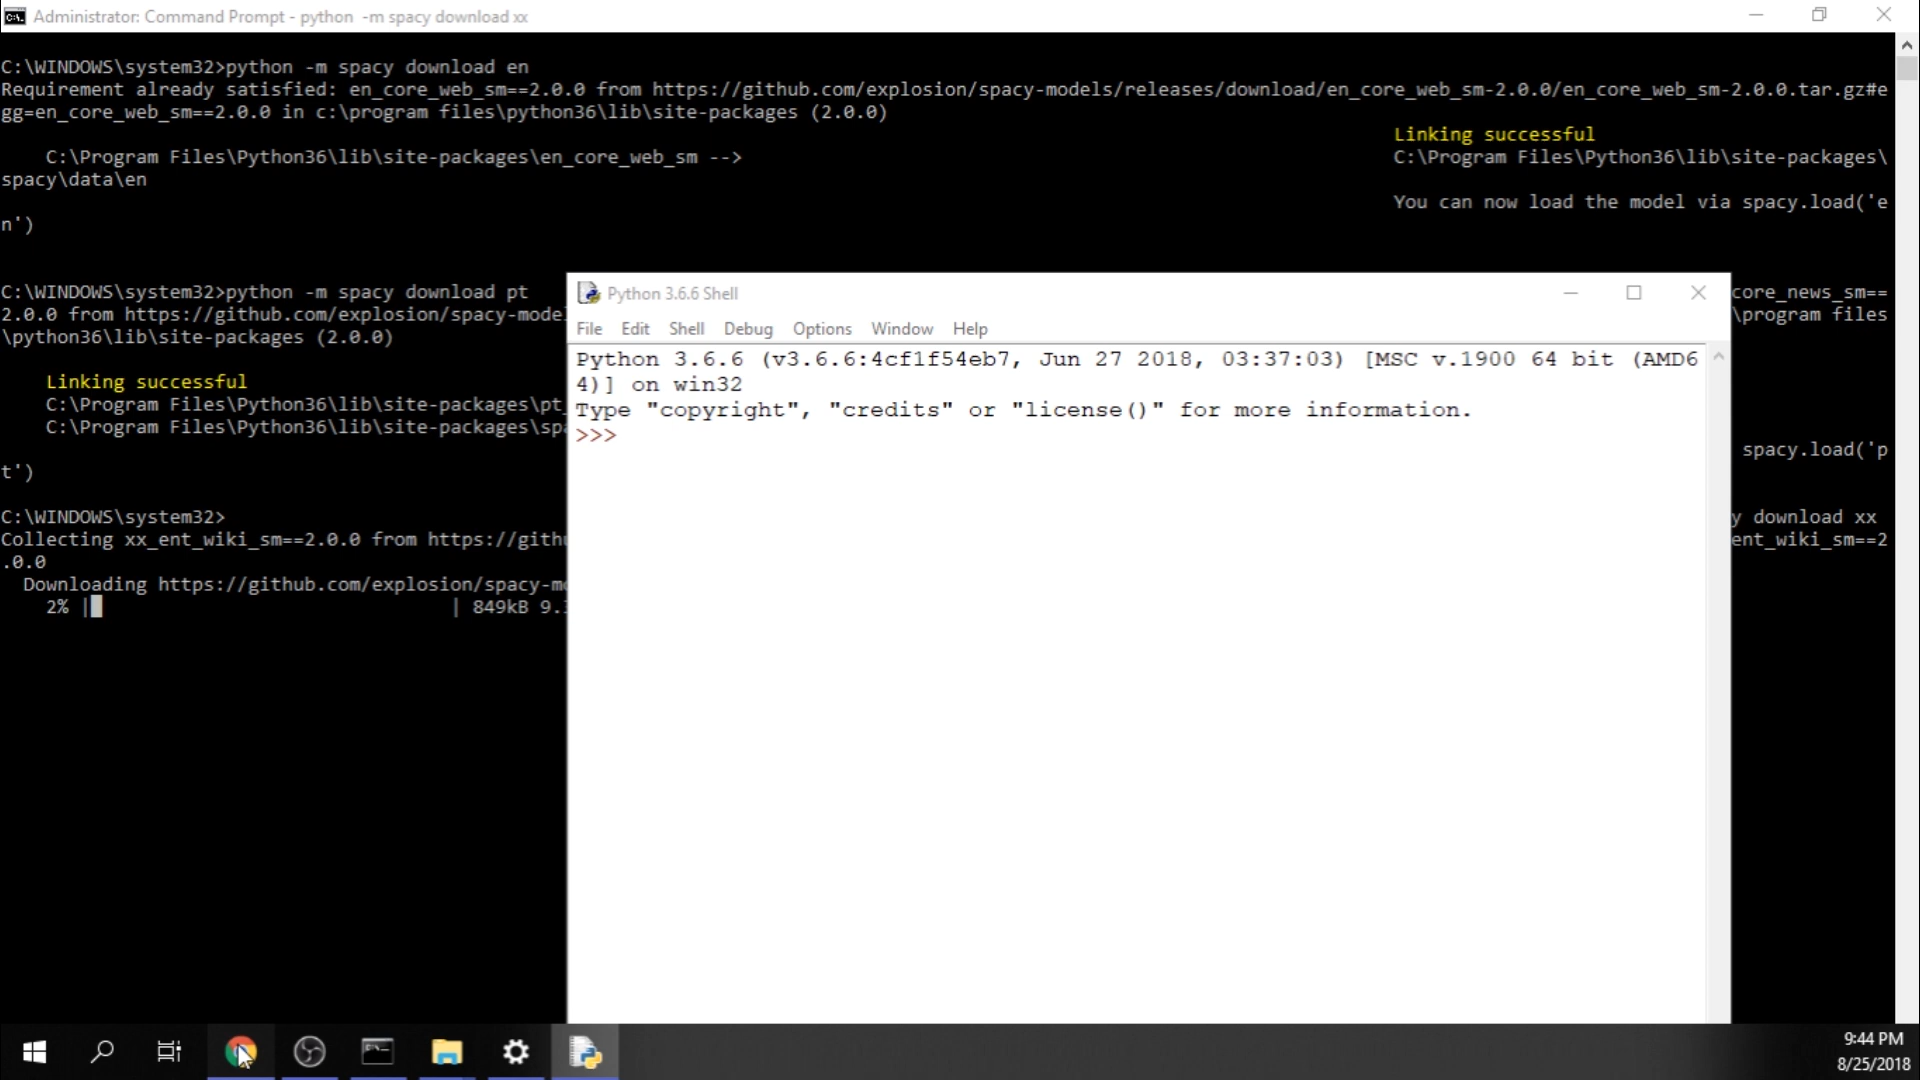 Administrator: Command Prompt - python -m spacy download xx
C:\WINDOWS\system32>python -m spacy download en
Requirement already satisfied: en_core_web_sm==2.0.0 from https://github.com/explosion/spacy-models/releases/download/en_core_web_sm-2.0.0/en_core_web_sm-2.0.0.tar.gz#e
gg=en_core_web_sm==2.0.0 in c:\program files\python36\lib\site-packages (2.0.0)
Linking successful
C:\Program Files\Python36\lib\site-packages\en_core_web_sm --> C:\Program Files\Python36\lib\site-packages\
spacy\data\en
You can now load the model via spacy.load('e
n')
C:\WINDOWS\system32>python -m spacy download pt core_news_sm==
2.0.0 from https://github.com/explosion/spacy-model \program files
\python36\lib\site-packages (2.0.0)
Linking successful
C:\Program Files\Python36\lib\site-packages\pt_
C:\Program Files\Python36\lib\site-packages\spa
spacy.load('p
t')
C:\WINDOWS\system32> y download xx
Collecting xx_ent_wiki_sm==2.0.0 from https://gith ent_wiki_sm==2
.0.0
Downloading https://github.com/explosion/spacy-mo
2% | | 849kB 9.
Python 3.6.6 Shell
File Edit Shell Debug Options Window Help
Python 3.6.6 (v3.6.6:4cf1f54eb7, Jun 27 2018, 03:37:03) [MSC v.1900 64 bit (AMD6
4)] on win32
Type "copyright", "credits" or "license()" for more information.
>>>
9:44 PM
8/25/2018